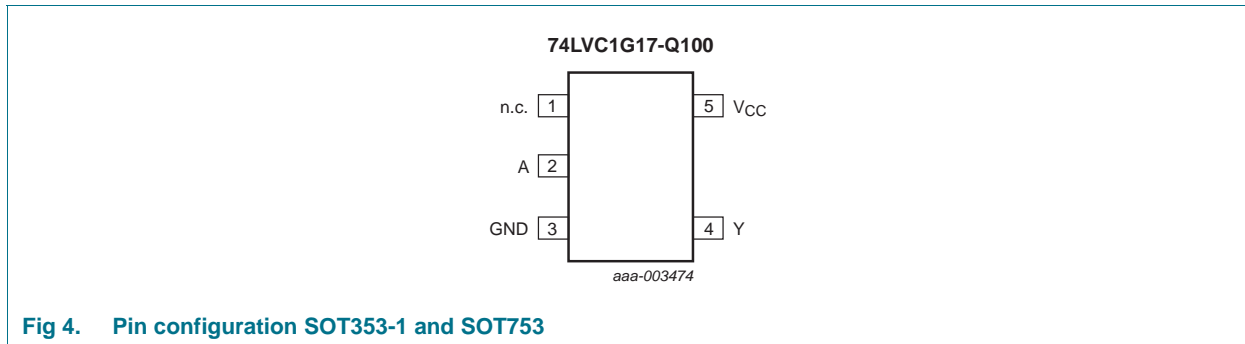 74LVC1G17-Q100
n.c. 1 5 VCC
A 2
GND 3 4 Y
aaa-003474
Fig 4. Pin configuration SOT353-1 and SOT753